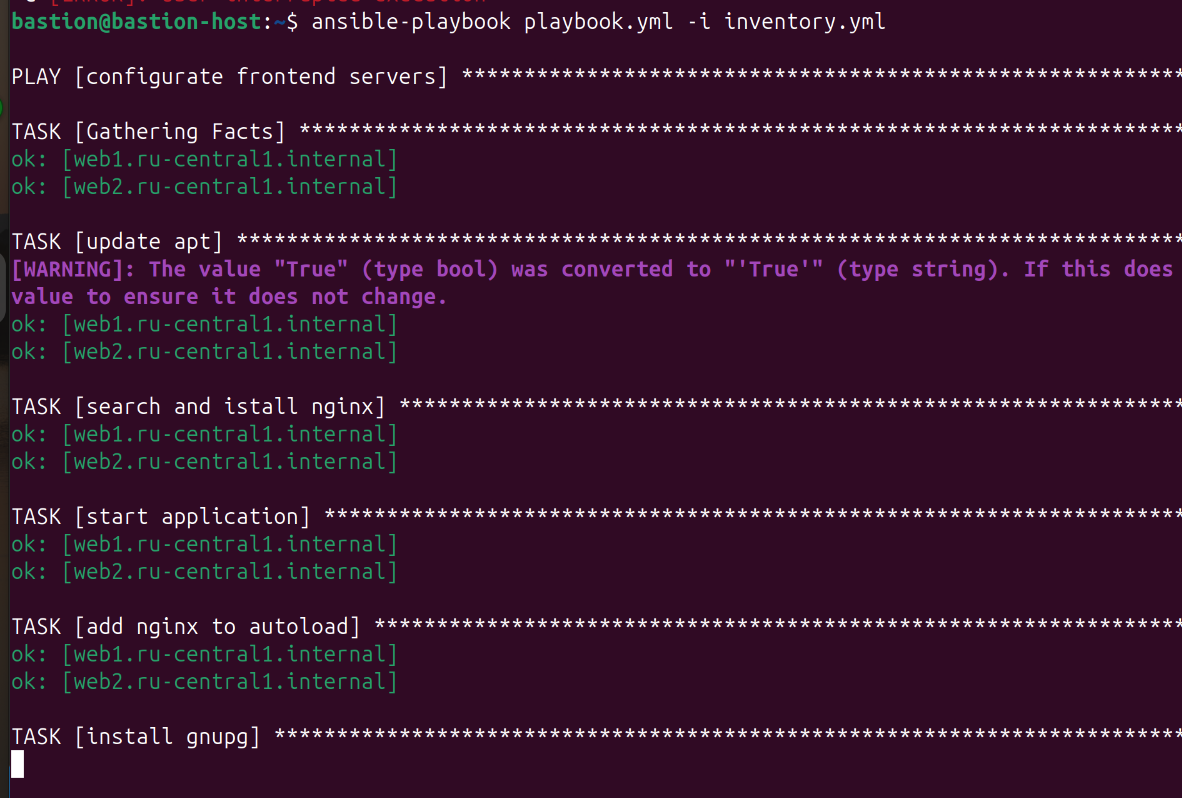 [ERROR]: User interrupted execution
bastion@bastion-host:~$ ansible-playbook playbook.yml -i inventory.yml
PLAY [configurate frontend servers] *********************************************************
TASK [Gathering Facts] **********************************************************************
ok: [web1.ru-central1.internal]
ok: [web2.ru-central1.internal]
TASK [update apt] ***************************************************************************
[WARNING]: The value "True" (type bool) was converted to "'True'" (type string). If this does
value to ensure it does not change.
ok: [web1.ru-central1.internal]
ok: [web2.ru-central1.internal]
TASK [search and istall nginx] **************************************************************
ok: [web1.ru-central1.internal]
ok: [web2.ru-central1.internal]
TASK [start application] ********************************************************************
ok: [web1.ru-central1.internal]
ok: [web2.ru-central1.internal]
TASK [add nginx to autoload] ****************************************************************
ok: [web1.ru-central1.internal]
ok: [web2.ru-central1.internal]
TASK [install gnupg] ************************************************************************